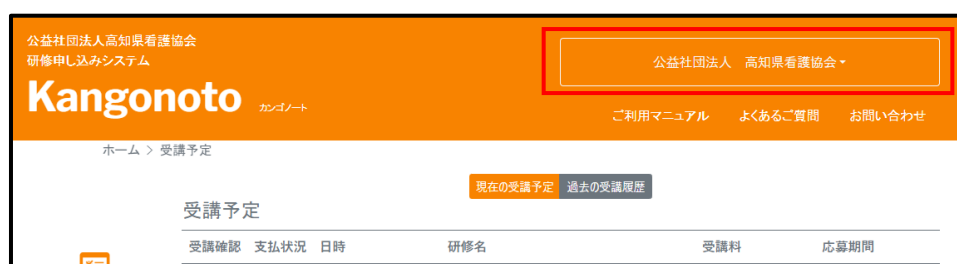 公益社団法人高知県看護協会
研修申し込みシステム
Kangonoto カンゴノート
公益社団法人　高知県看護協会
ご利用マニュアル　よくあるご質問　お問い合わせ
ホーム > 受講予定
現在の受講予定 過去の受講履歴
受講予定
受講確認 支払状況 日時 研修名 受講料 応募期間